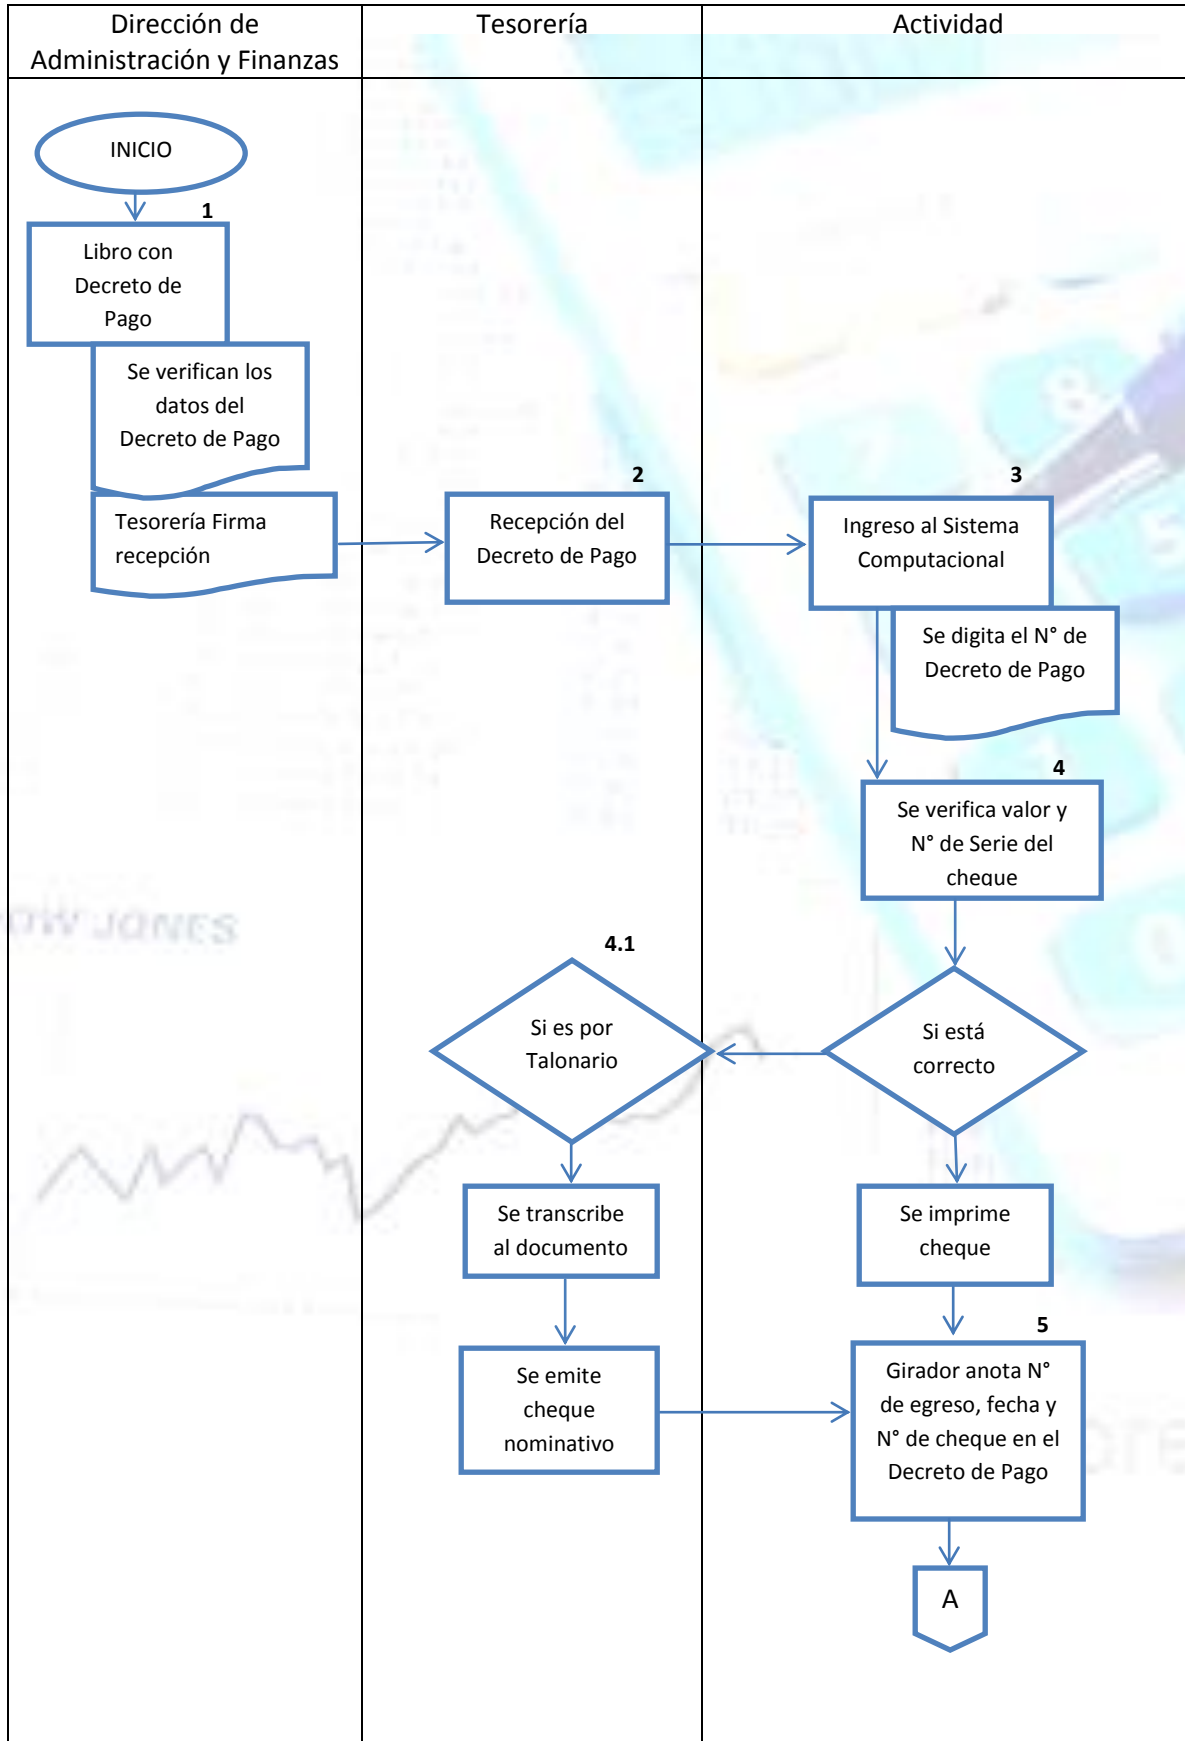 Dirección de
Administración y Finanzas
Tesorería
Actividad
INICIO
1
Libro con
Decreto de
Pago
Se verifican los
datos del
Decreto de Pago
Tesorería Firma
recepción
2
Recepción del
Decreto de Pago
3
Ingreso al Sistema
Computacional
Se digita el N° de
Decreto de Pago
4
Se verifica valor y
N° de Serie del
cheque
OW JONES
4.1
Si es por
Talonario
Si está
correcto
Se transcribe
al documento
Se imprime
cheque
5
Se emite
cheque
nominativo
Girador anota N°
de egreso, fecha y
N° de cheque en el
Decreto de Pago
A